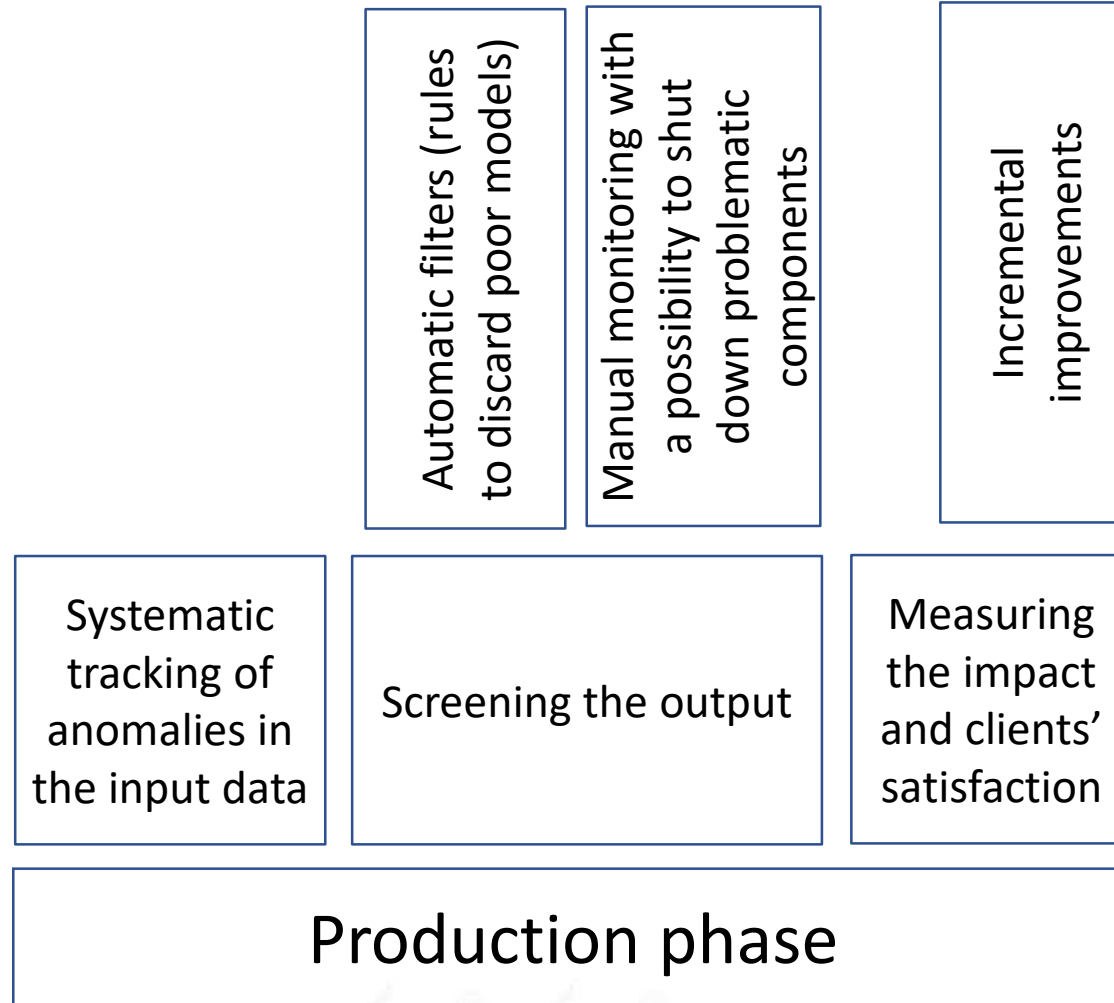 Automatic filters (rules
to discard poor models)
Manual monitoring with
a possibility to shut
down problematic
components
Incremental
improvements
Systematic
tracking of
anomalies in
the input data
Screening the output
Measuring
the impact
and clients’
satisfaction
Production phase